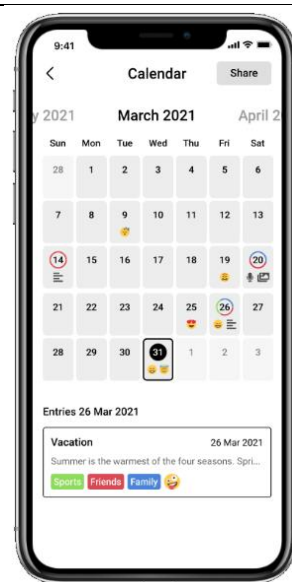 9:41
Calendar Share
y 2021 March 2021 April 2
Sun Mon Tue Wed Thu Fri Sat
28 1 2 3 4 5 6
7 8 9 10 11 12 13
14 15 16 17 18 19 20
21 22 23 24 25 26 27
28 29 30 31 1 2 3
Entries 26 Mar 2021
Vacation 26 Mar 2021
Summer is the warmest of the four seasons. Spri...
Sports Friends Family